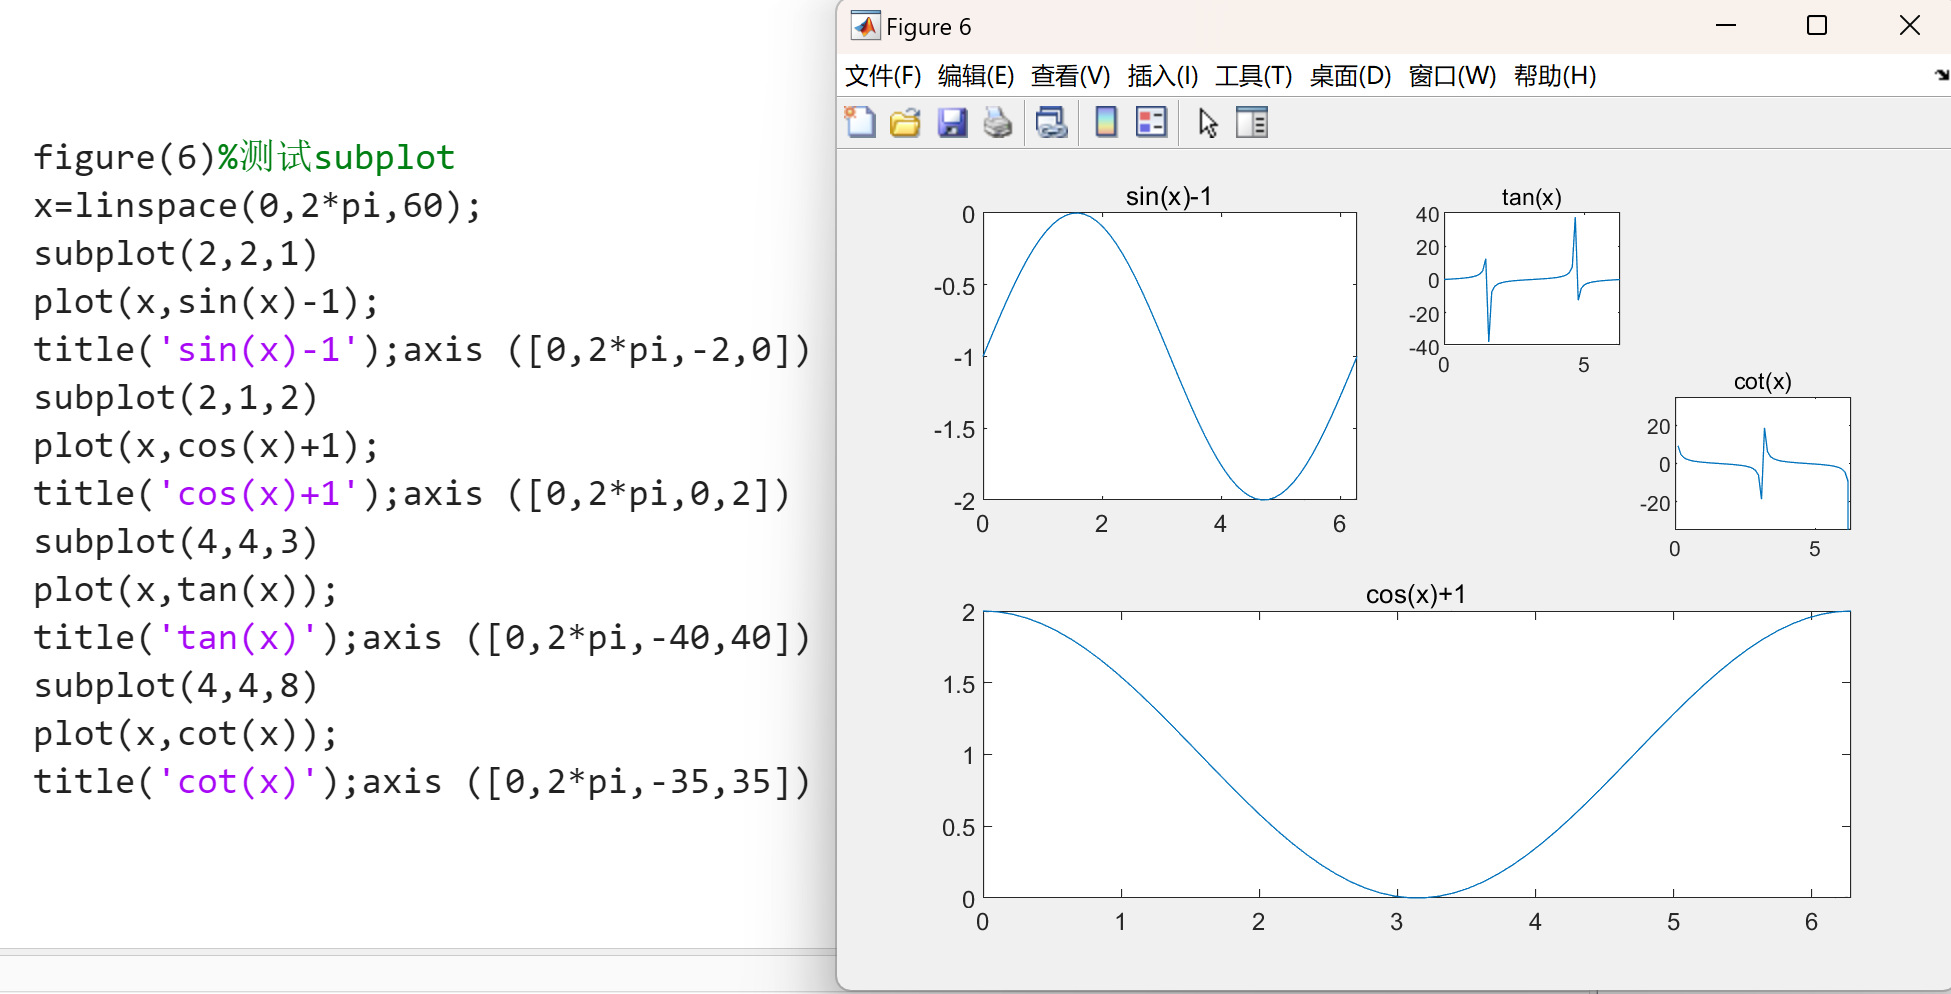 figure(6)%测试subplot
x=linspace(0,2*pi,60);
subplot(2,2,1)
plot(x,sin(x)-1);
title('sin(x)-1');axis ([0,2*pi,-2,0])
subplot(2,1,2)
plot(x,cos(x)+1);
title('cos(x)+1');axis ([0,2*pi,0,2])
subplot(4,4,3)
plot(x,tan(x));
title('tan(x)');axis ([0,2*pi,-40,40])
subplot(4,4,8)
plot(x,cot(x));
title('cot(x)');axis ([0,2*pi,-35,35])
Figure 6
文件(F) 编辑(E) 查看(V) 插入(I) 工具(T) 桌面(D) 窗口(W) 帮助(H)
sin(x)-1
0
-0.5
-1
-1.5
-2
0 2 4 6
tan(x)
40
20
0
-20
-40
0 5
cot(x)
20
0
-20
0 5
cos(x)+1
2
1.5
1
0.5
0
0 1 2 3 4 5 6